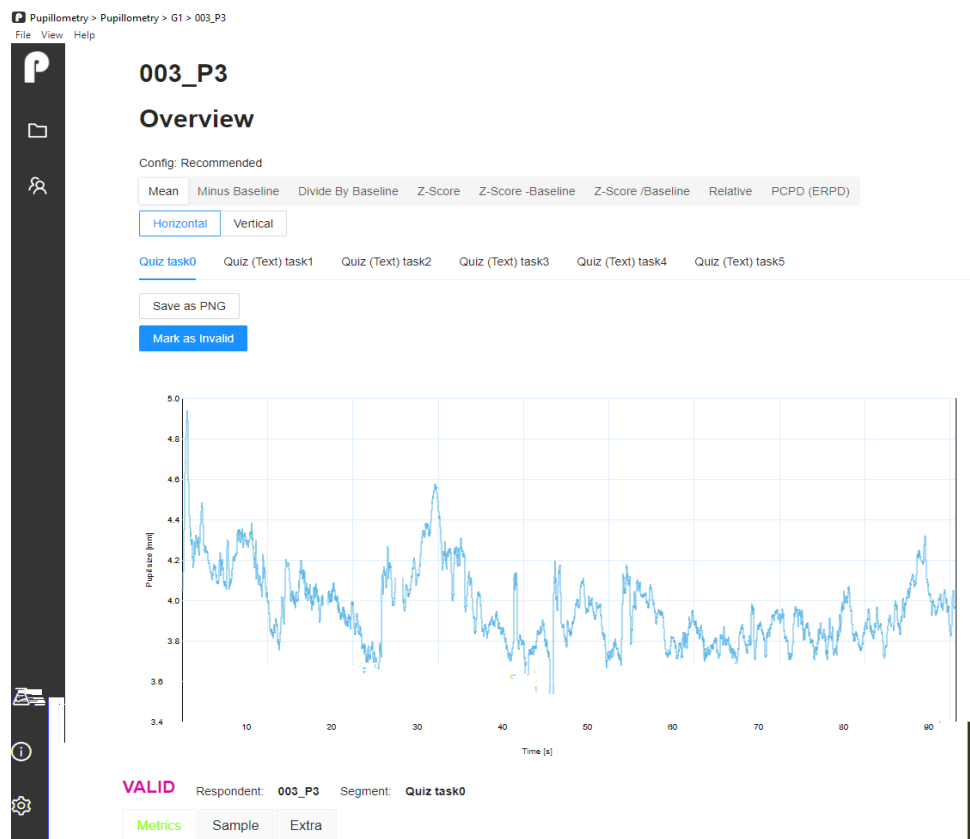 Pupillometry > Pupillometry > G1 > 003_P3
File View Help
003_P3
Overview
Config: Recommended
Mean Minus Baseline Divide By Baseline Z-Score Z-Score -Baseline Z-Score /Baseline Relative PCPD (ERPD)
Horizontal Vertical
Quiz task0 Quiz (Text) task1 Quiz (Text) task2 Quiz (Text) task3 Quiz (Text) task4 Quiz (Text) task5
Save as PNG
Mark as Invalid
5.0
4.8
4.6
4.4
4.2
4.0
3.8
3.6
3.4
Pupil size [mm]
10 20 30 40 50 60 70 80 90
Time [s]
VALID Respondent: 003_P3 Segment: Quiz task0
Metrics Sample Extra